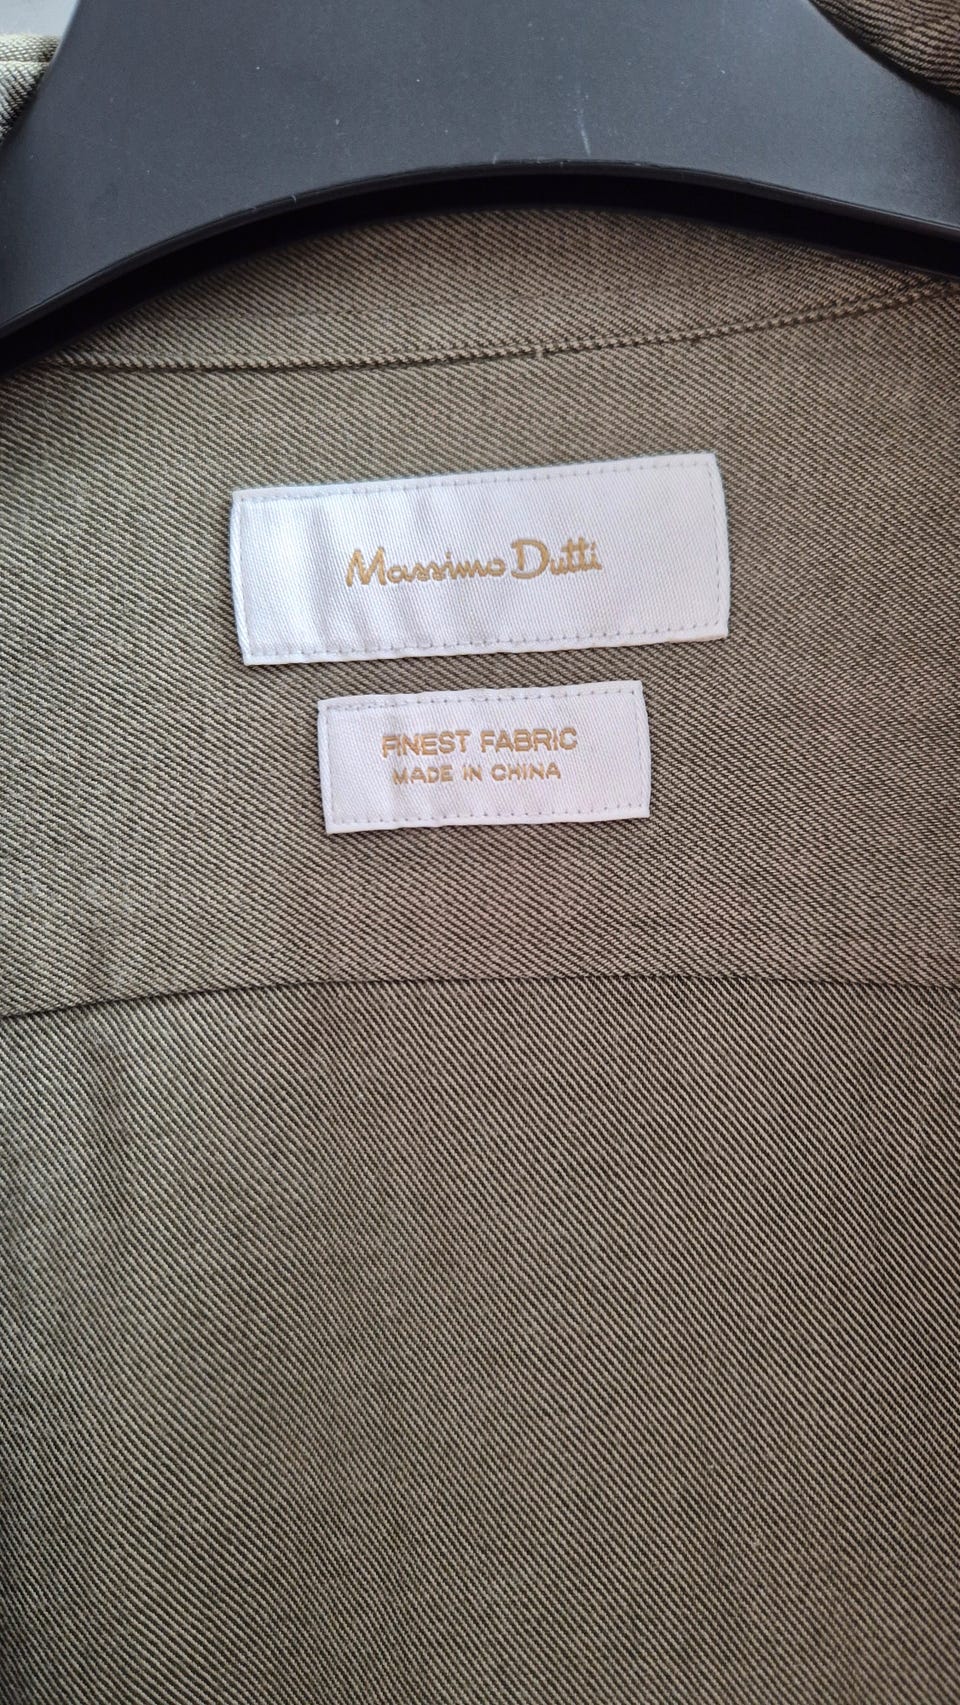 Massimo Dutti
FINEST FABRIC
MADE IN CHINA